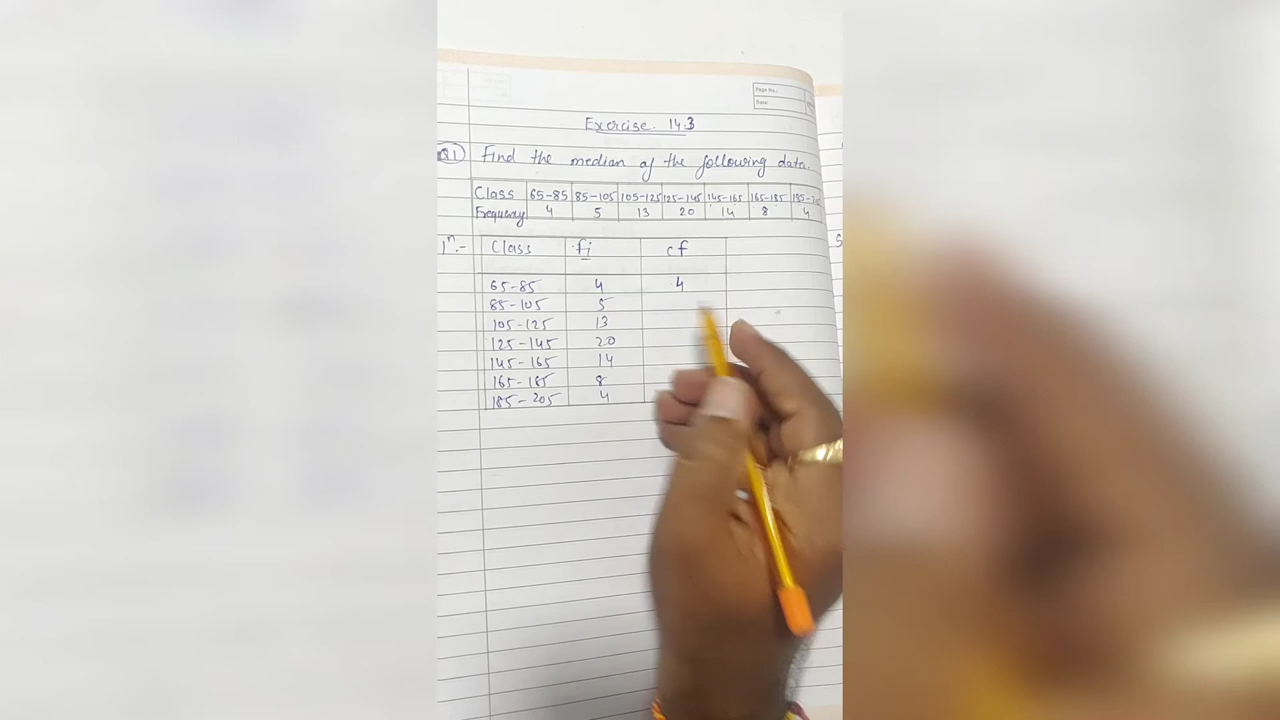 Page No.:
Date:
Exercise. 14.3
Q1 Find the median of the following data.
Class 65-85 85-105 105-125 125-145 145-165 165-185
Frequency 4 5 13 20 14 8 4
Class fi cf
65-85 4 4
85-105 5
105-125 13
125-145 20
145-165 14
165-185 8
185-205 4